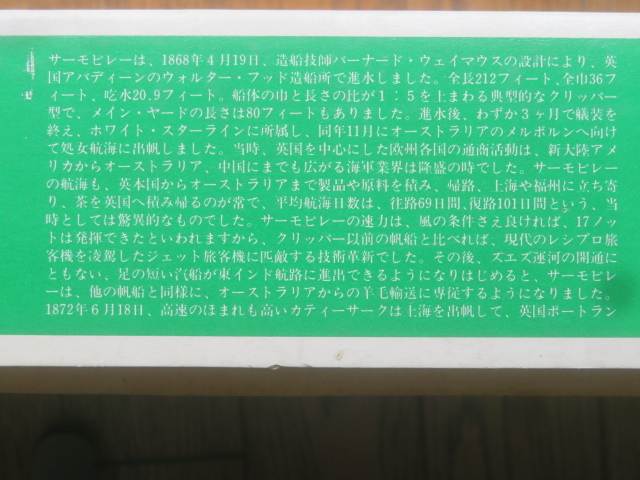 サーモピレーは、1868年4月19日、造船技師バーナード・ウェイマウスの設計により、英
国アバディーンのウォルター・フッド造船所で進水しました。全長212フィート、全巾36フ
ィート、吃水20.9フィート。船体の巾と長さの比が1：5を上まわる典型的なクリッパー
型で、メイン・ヤードの長さは80フィートもありました。進水後、わずか3ヶ月で艤装を
終え、ホワイト・スターラインに所属し、同年11月にオーストラリアのメルボルンへ向け
て処女航海に出帆しました。当時、英国を中心にした欧州各国の通商活動は、新大陸アメ
リカからオーストラリア、中国にまでも広がる海軍業界は隆盛の時でした。サーモピレー
の航海も、英本国からオーストラリアまで製品や原料を積み、帰路、上海や福州に立ち寄
り、茶を英国へ積み帰るのが常で、平均航海日数は、往路69日間、復路101日間という、当
時としては驚異的なものでした。サーモピレーの速力は、風の条件さえ良ければ、17ノッ
トは発揮できたといわれますから、クリッパー以前の帆船と比べれば、現代のレシプロ旅
客機を凌駕したジェット旅客機に匹敵する技術革新でした。その後、スエズ運河の開通に
ともない、足の短い汽船が東インド航路に進出できるようになりはじめると、サーモピレ
ーは、他の帆船と同様に、オーストラリアからの羊毛輸送に専従するようになりました。
1872年6月18日、高速のほまれも高いカティーサークは上海を出帆して、英国ポートラン